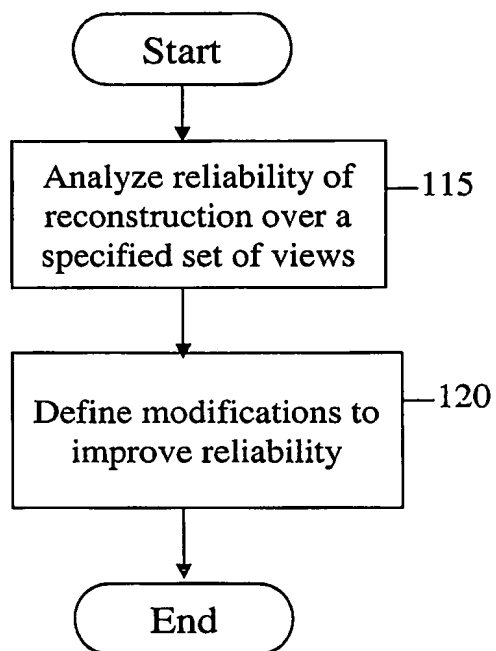 Start
Analyze reliability of
reconstruction over a
specified set of views
115
Define modifications to
improve reliability
120
End